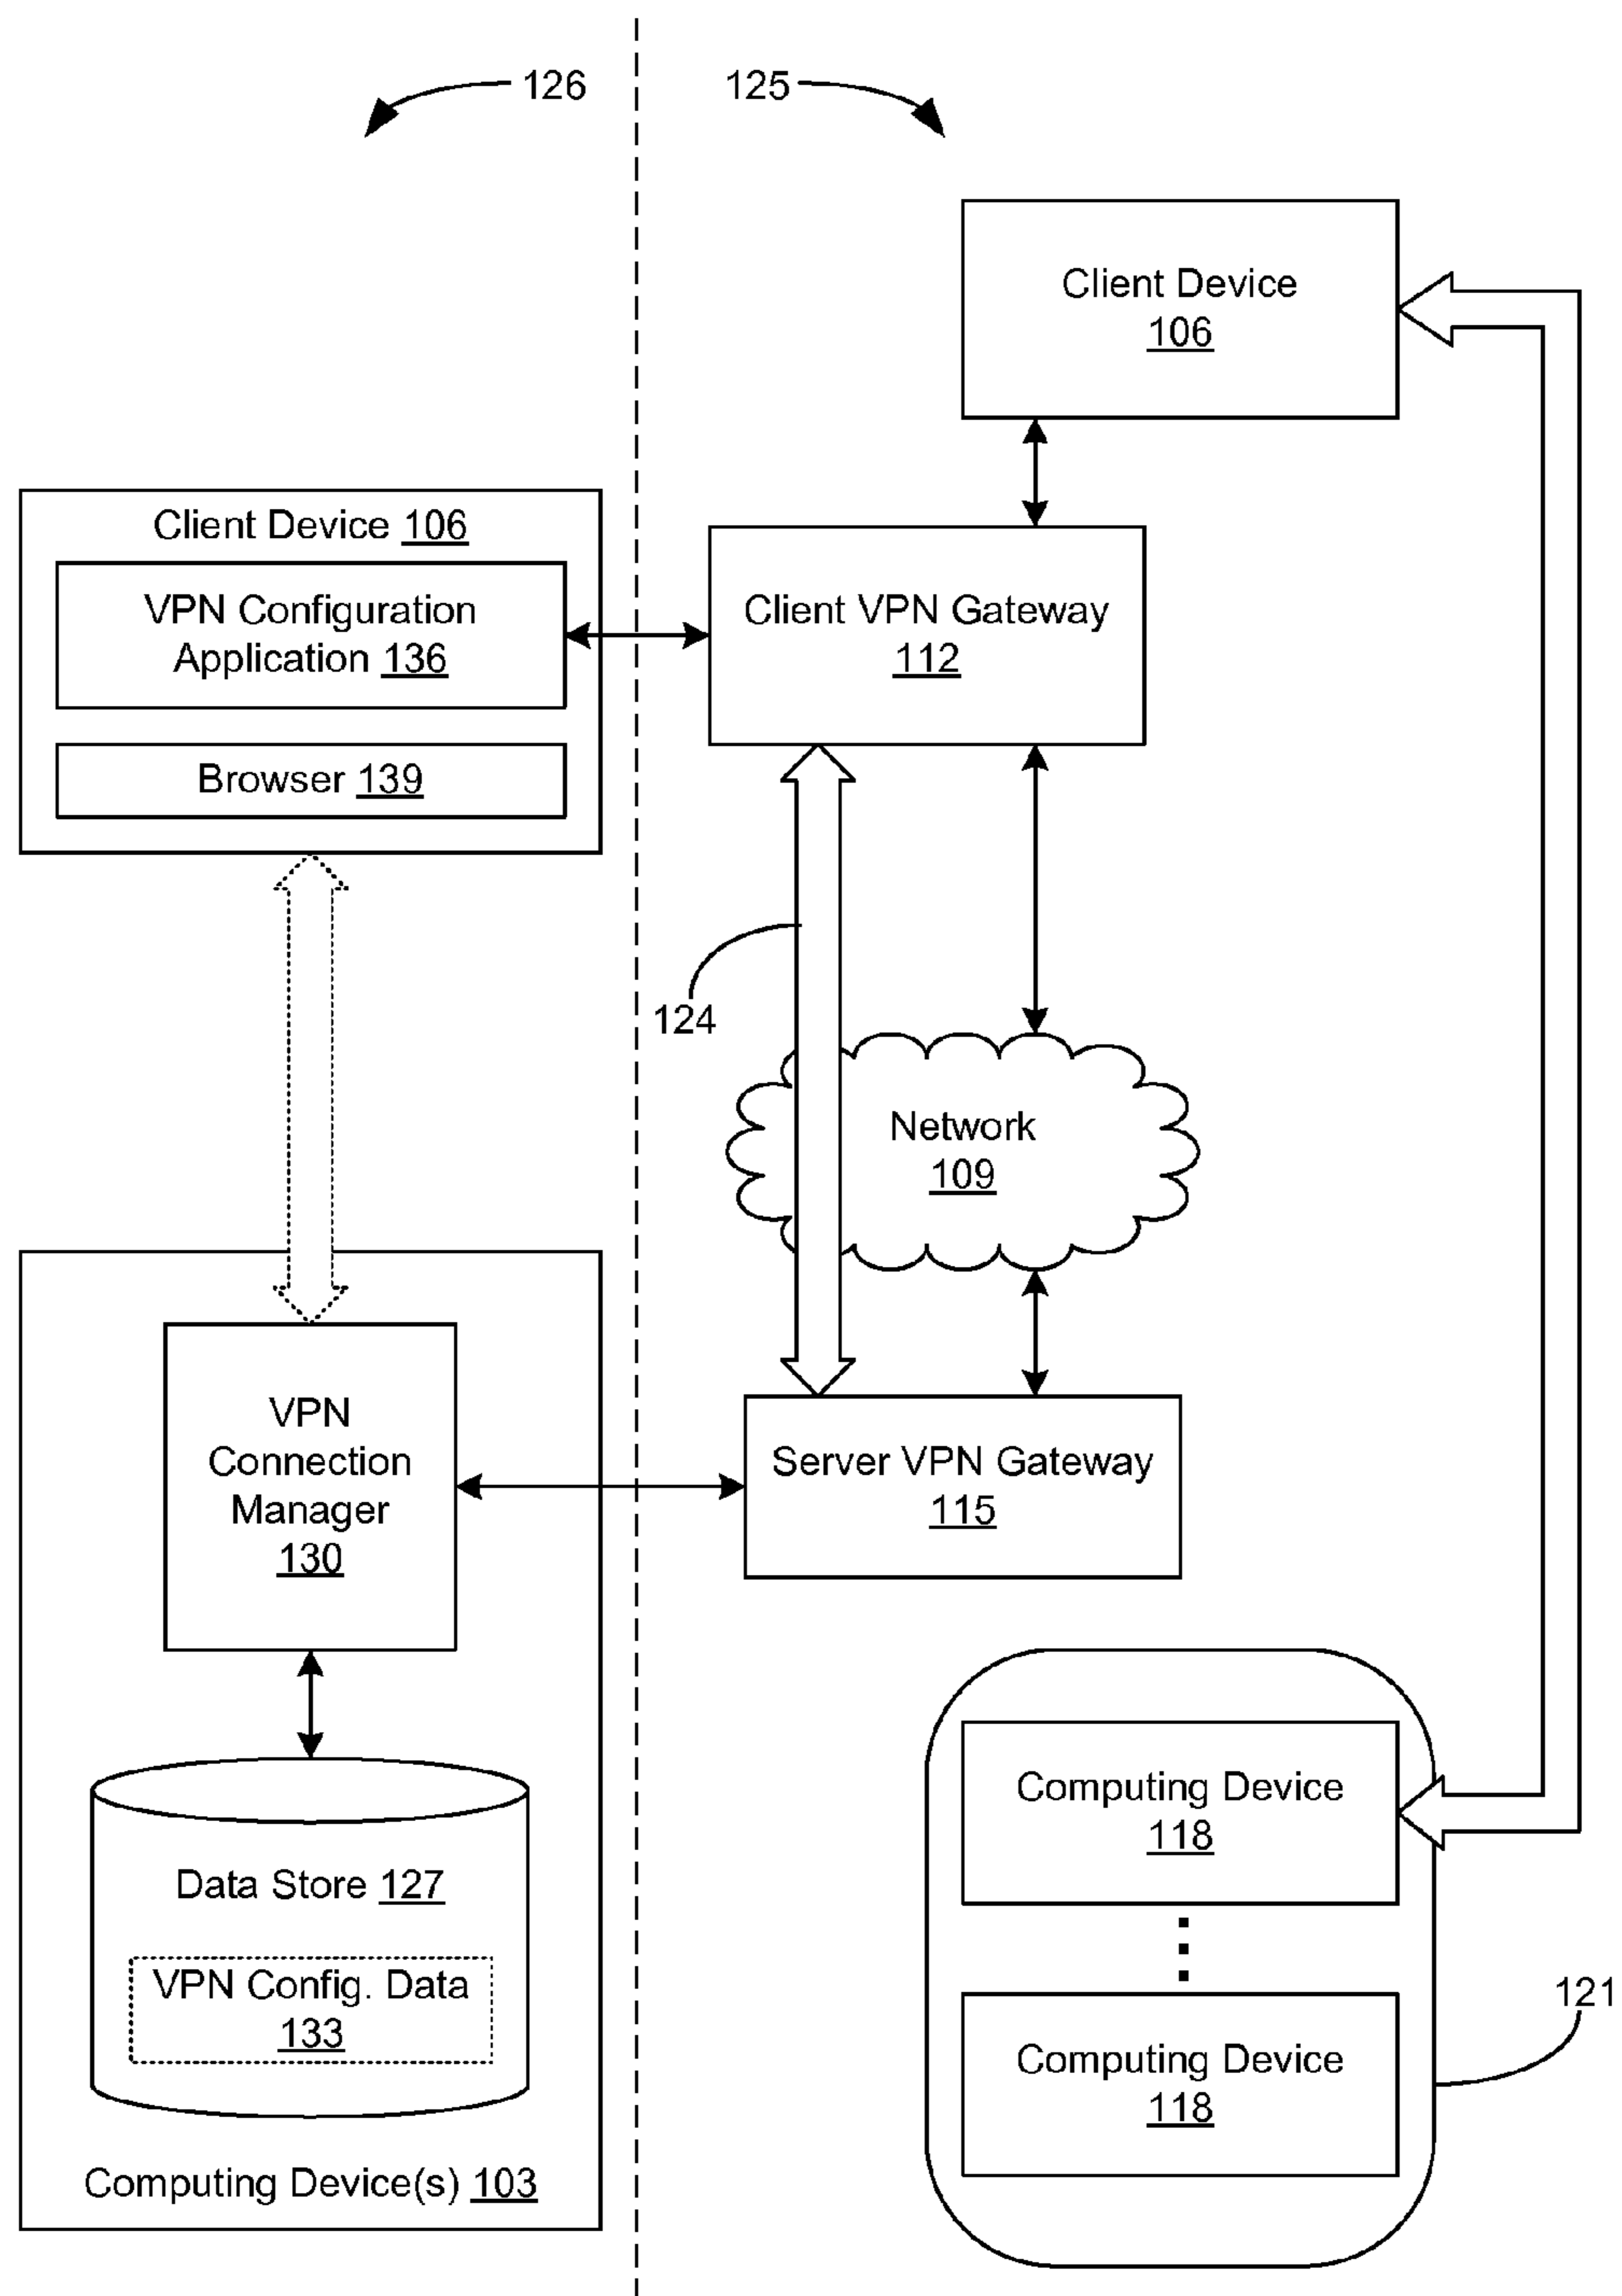 126
125
Client Device
106
Client Device 106
VPN Configuration
Application 136
Browser 139
Client VPN Gateway
112
124
Network
109
VPN
Connection
Manager
130
Server VPN Gateway
115
Data Store 127
VPN Config. Data
133
Computing Device(s) 103
Computing Device
118
Computing Device
118
121